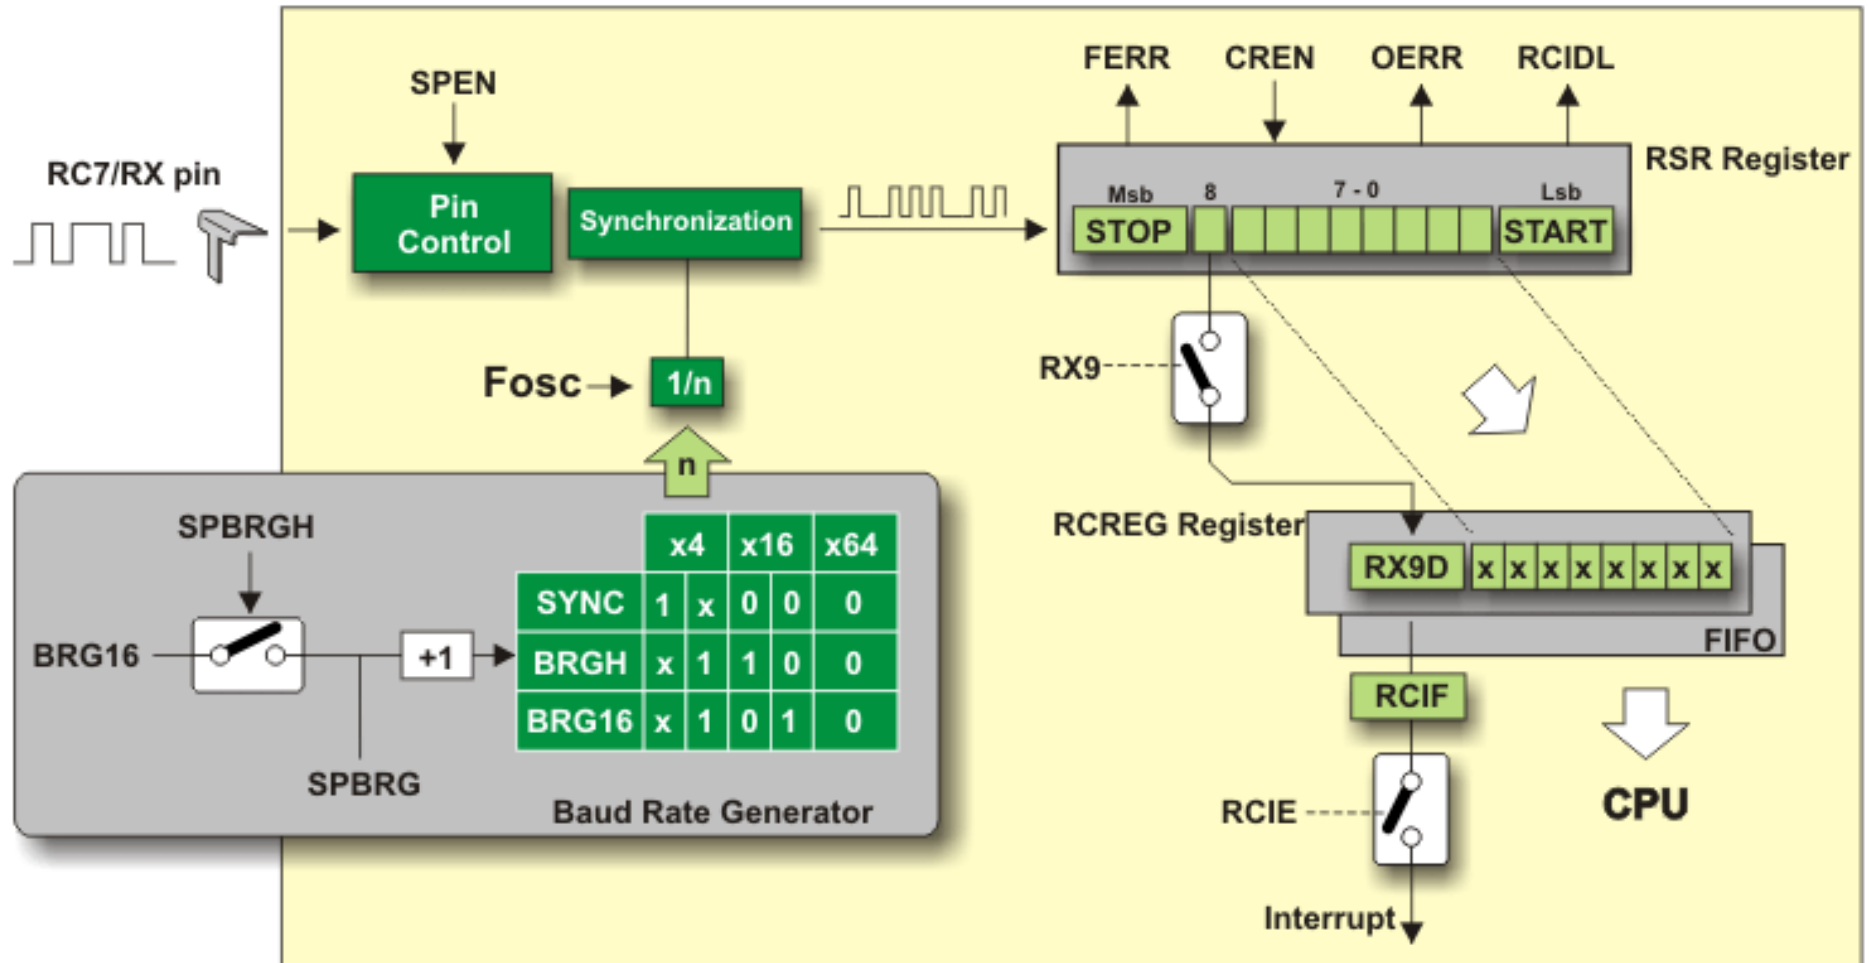 FERR CREN OERR RCIDL
SPEN
RSR Register
RC7/RX pin
Msb 8 7 - 0 Lsb
Pin
Control
Synchronization
STOP START
RX9
Fosc
1/n
n
RCREG Register
SPBRGH
x4 x16 x64
RX9D x x x x x x x x
SYNC 1 x 0 0 0
FIFO
BRG16
+1
BRGH x 1 1 0 0
RCIF
BRG16 x 1 0 1 0
SPBRG
CPU
Baud Rate Generator
RCIE
Interrupt